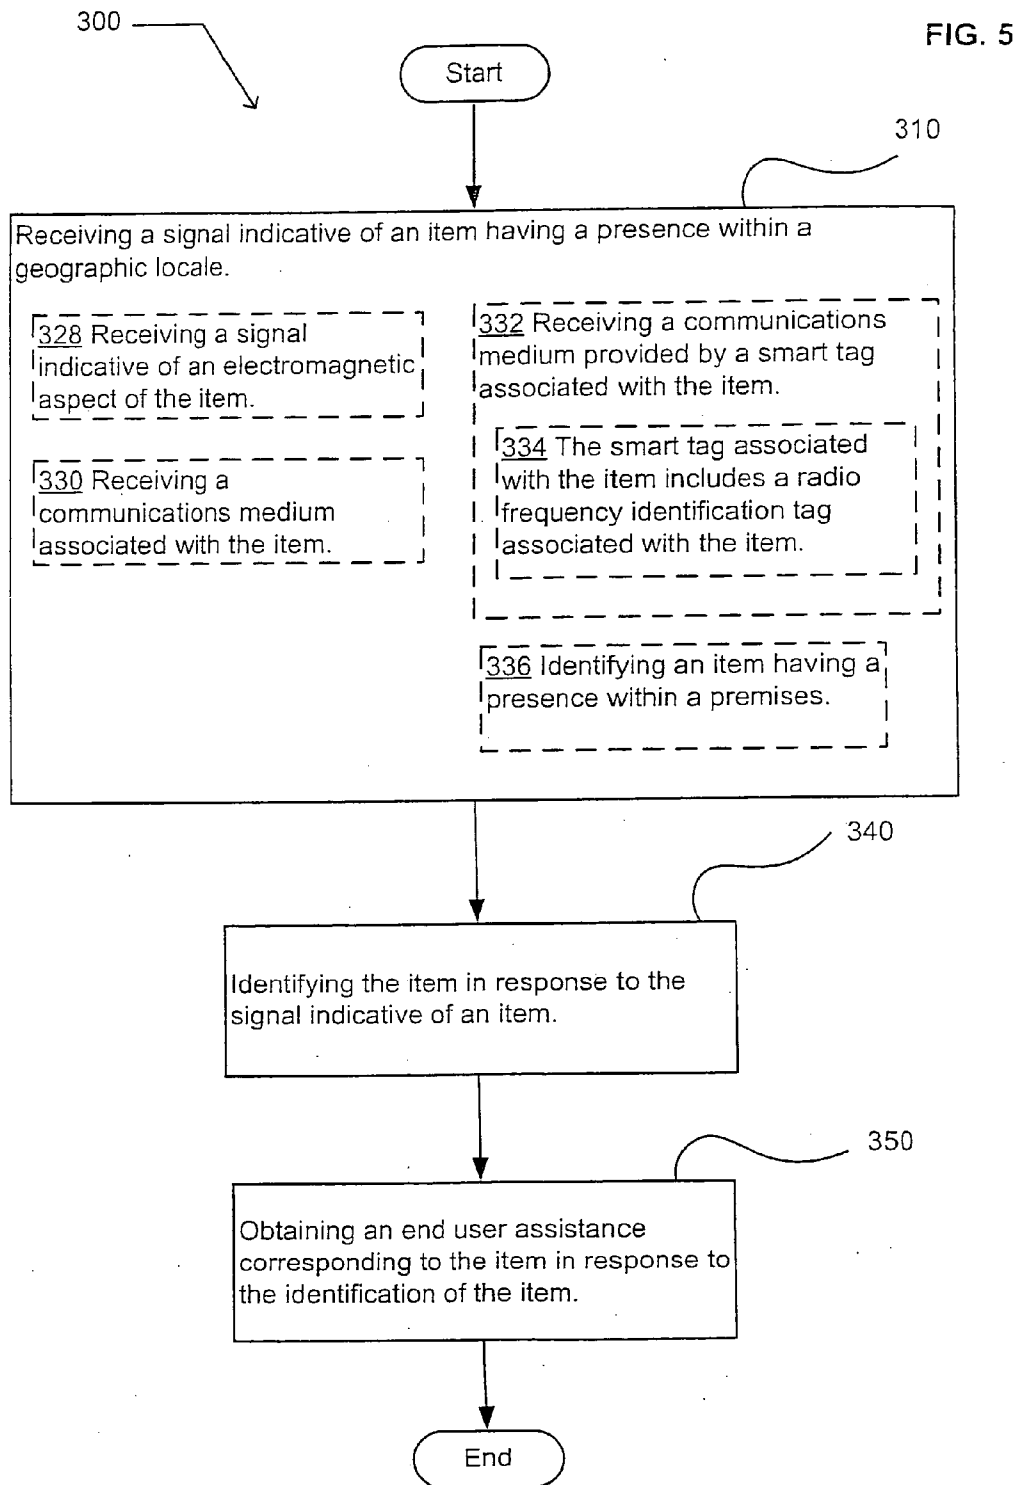 300
FIG. 5
Start
310
Receiving a signal indicative of an item having a presence within a
geographic locale.
328 Receiving a signal
indicative of an electromagnetic
aspect of the item.
330 Receiving a
communications medium
associated with the item.
332 Receiving a communications
medium provided by a smart tag
associated with the item.
334 The smart tag associated
with the item includes a radio
frequency identification tag
associated with the item.
336 Identifying an item having a
presence within a premises.
340
Identifying the item in response to the
signal indicative of an item.
350
Obtaining an end user assistance
corresponding to the item in response to
the identification of the item.
End